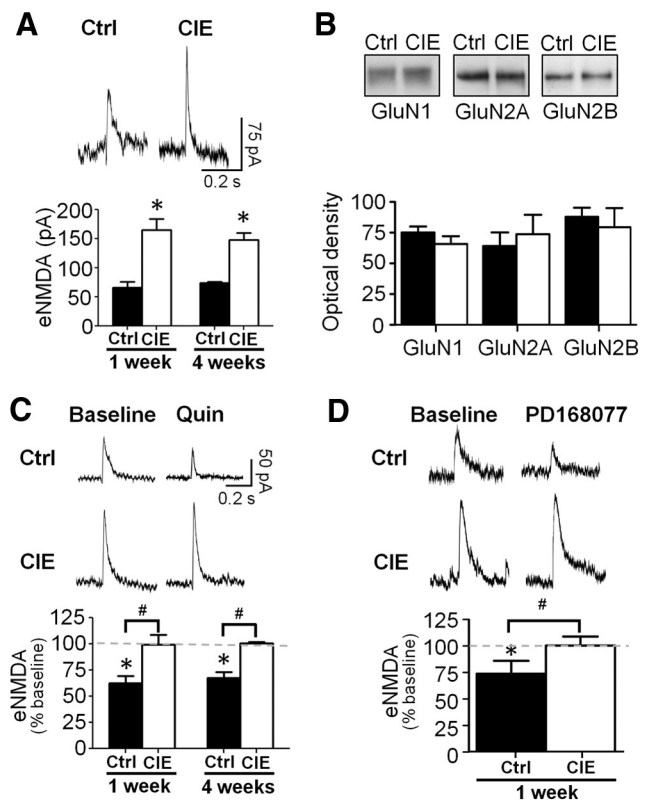 A
Ctrl CIE
75 pA
0.2 s
eNMDA (pA)
200
150
100
50
0
* *
Ctrl CIE Ctrl CIE
1 week 4 weeks
B
Ctrl CIE Ctrl CIE Ctrl CIE
GluN1 GluN2A GluN2B
Optical density
100
75
50
25
0
GluN1 GluN2A GluN2B
C
Baseline Quin
Ctrl
50 pA
0.2 s
CIE
eNMDA
(% baseline)
125
100
75
50
25
0
# #
* *
Ctrl CIE Ctrl CIE
1 week 4 weeks
D
Baseline PD168077
Ctrl
CIE
eNMDA
(% baseline)
125
100
75
50
25
0
#
*
Ctrl CIE
1 week